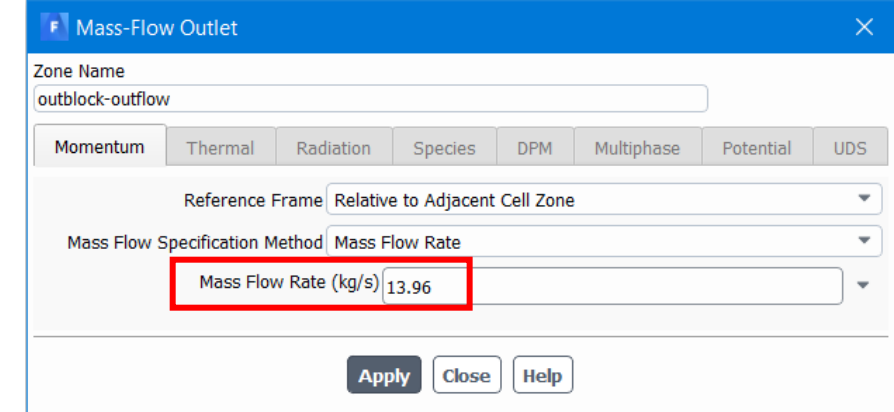 F Mass-Flow Outlet
Zone Name
outblock-outflow
Momentum Thermal Radiation Species DPM Multiphase Potential UDS
Reference Frame Relative to Adjacent Cell Zone
Mass Flow Specification Method Mass Flow Rate
Mass Flow Rate (kg/s) 13.96
Apply Close Help